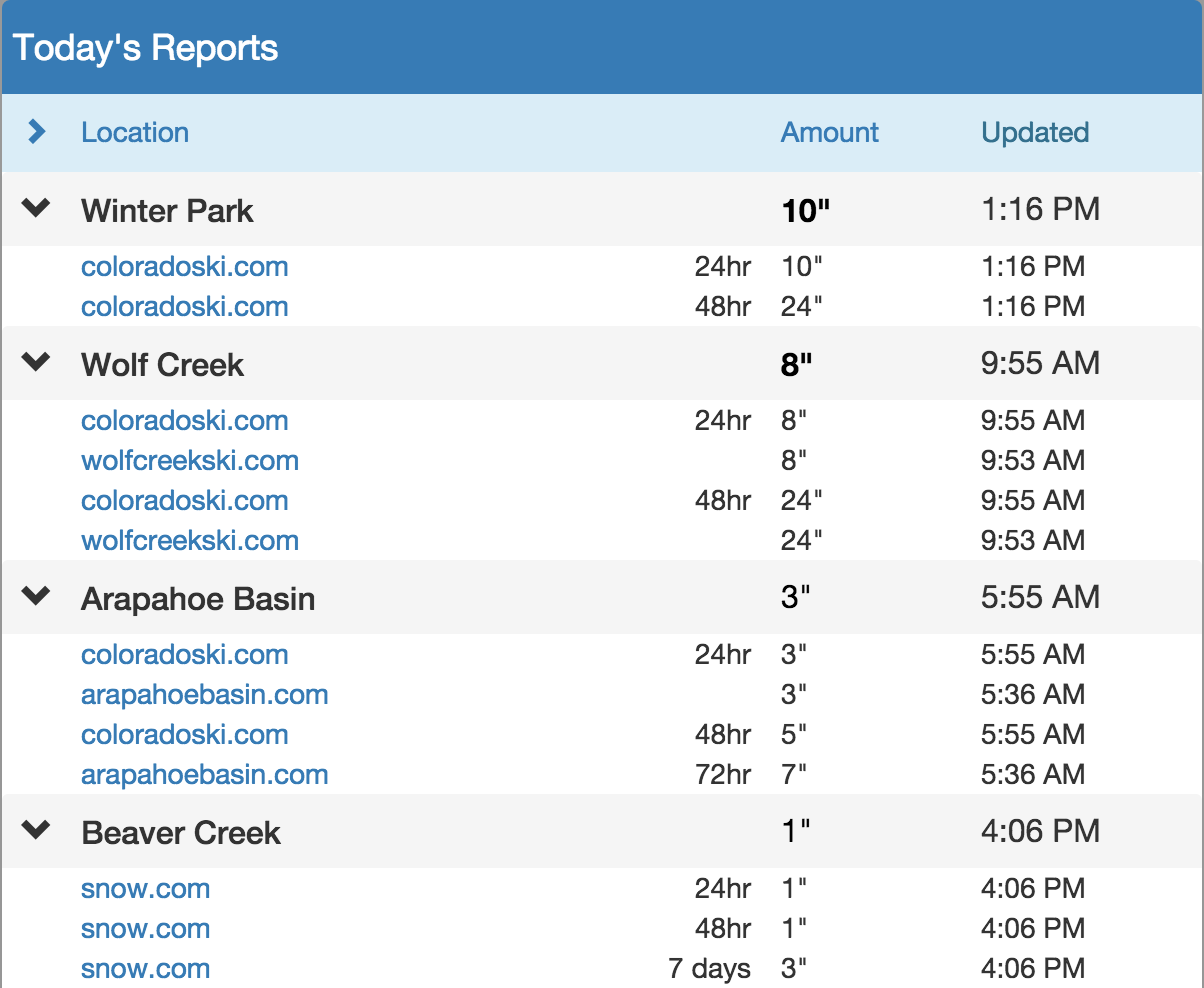 Today's Reports
Location Amount Updated
Winter Park 10" 1:16 PM
coloradoski.com 24hr 10" 1:16 PM
coloradoski.com 48hr 24" 1:16 PM
Wolf Creek 8" 9:55 AM
coloradoski.com 24hr 8" 9:55 AM
wolfcreekski.com 8" 9:53 AM
coloradoski.com 48hr 24" 9:55 AM
wolfcreekski.com 24" 9:53 AM
Arapahoe Basin 3" 5:55 AM
coloradoski.com 24hr 3" 5:55 AM
arapahoebasin.com 3" 5:36 AM
coloradoski.com 48hr 5" 5:55 AM
arapahoebasin.com 72hr 7" 5:36 AM
Beaver Creek 1" 4:06 PM
snow.com 24hr 1" 4:06 PM
snow.com 48hr 1" 4:06 PM
snow.com 7 days 3" 4:06 PM